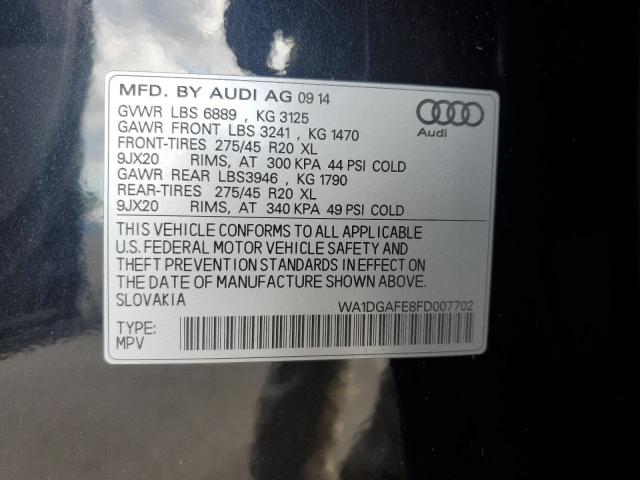 MFD. BY AUDI AG 09 14
GVWR LBS 6889 , KG 3125
GAWR FRONT LBS 3241 , KG 1470
FRONT-TIRES 275/45 R20 XL
9JX20 RIMS, AT 300 KPA 44 PSI COLD
GAWR REAR LBS3946 , KG 1790
REAR-TIRES 275/45 R20 XL
9JX20 RIMS, AT 340 KPA 49 PSI COLD
Audi
THIS VEHICLE CONFORMS TO ALL APPLICABLE
U.S. FEDERAL MOTOR VEHICLE SAFETY AND
THEFT PREVENTION STANDARDS IN EFFECT ON
THE DATE OF MANUFACTURE SHOWN ABOVE.
SLOVAKIA WA1DGAFE8FD007702
TYPE:
MPV